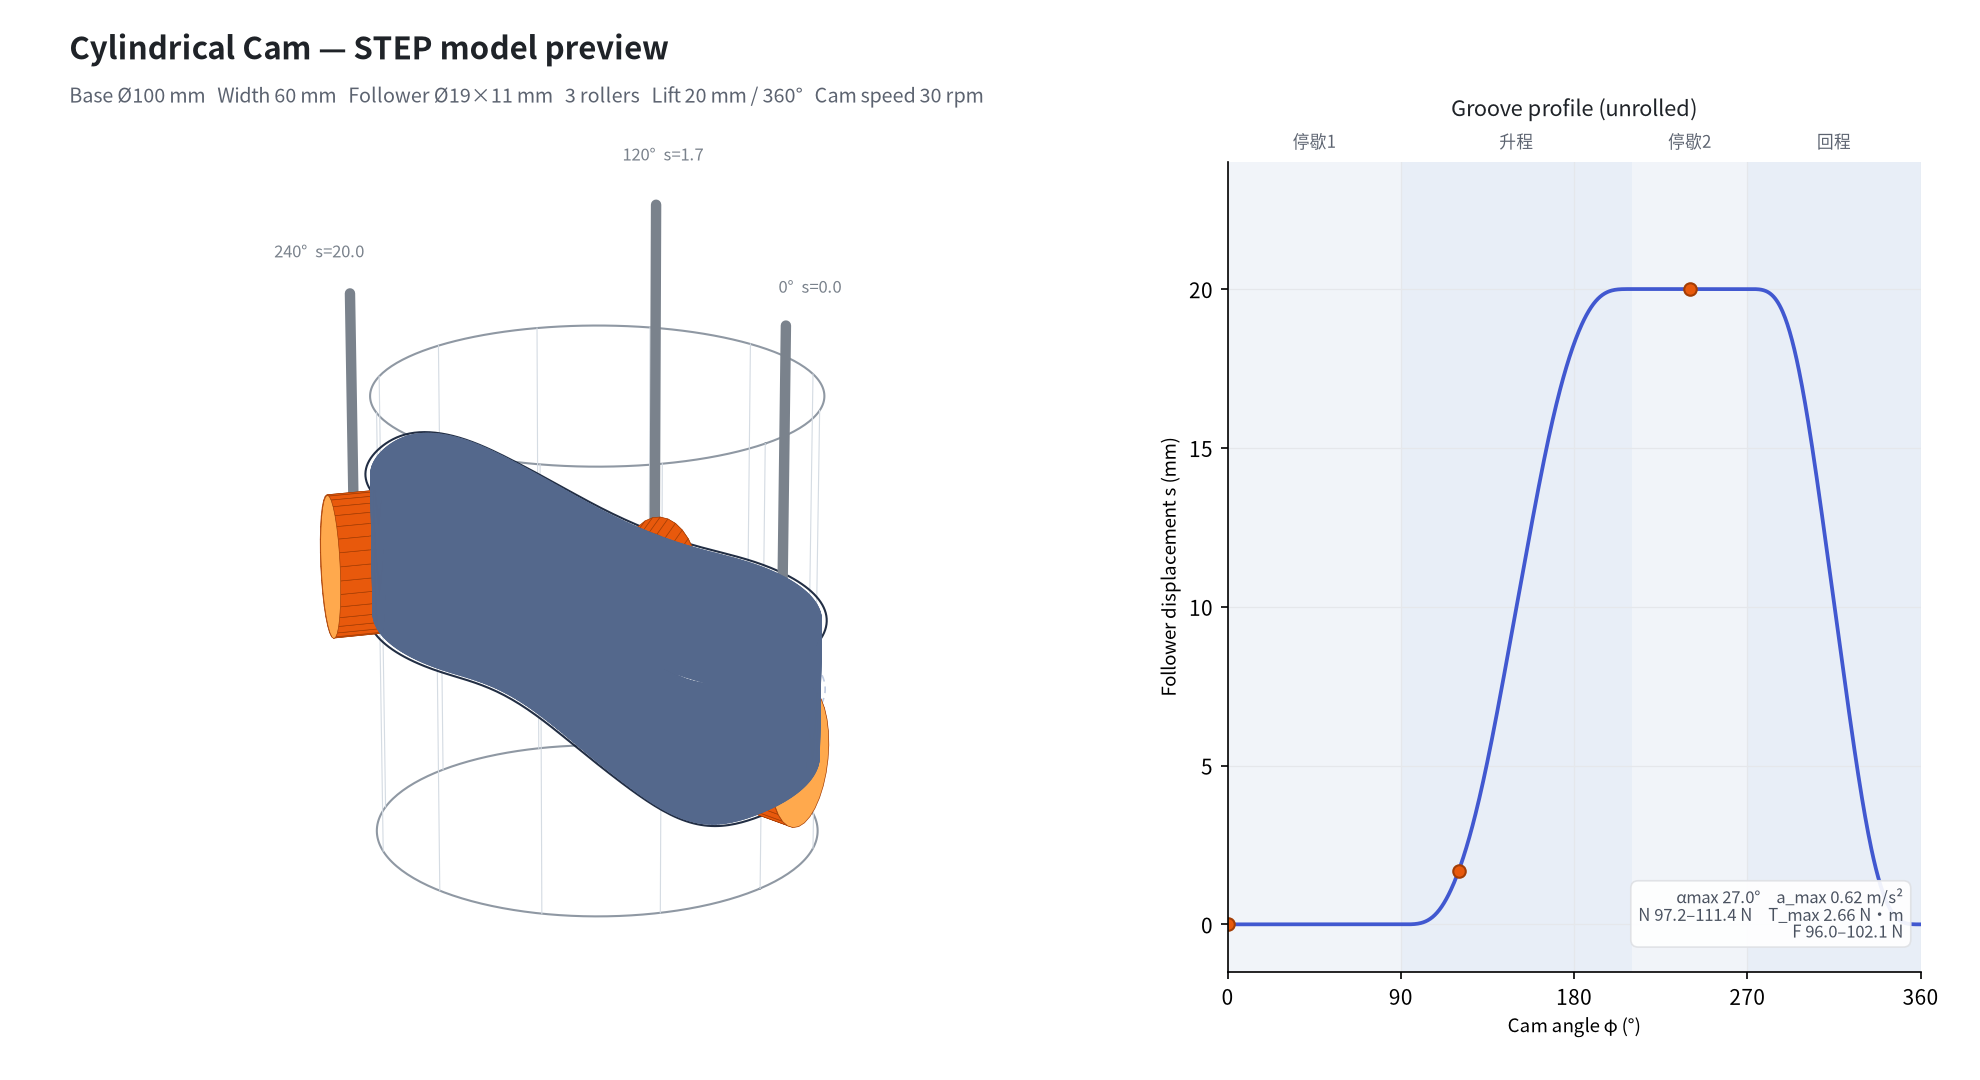 Cylindrical Cam — STEP model preview
Base Ø100 mm Width 60 mm Follower Ø19×11 mm 3 rollers Lift 20 mm / 360° Cam speed 30 rpm
120° s=1.7
240° s=20.0
0° s=0.0
Groove profile (unrolled)
停歇1 升程 停歇2 回程
Follower displacement s (mm)
20
15
10
5
0
αmax 27.0° a_max 0.62 m/s²
N 97.2–111.4 N T_max 2.66 N·m
F 96.0–102.1 N
0 90 180 270 360
Cam angle φ (°)